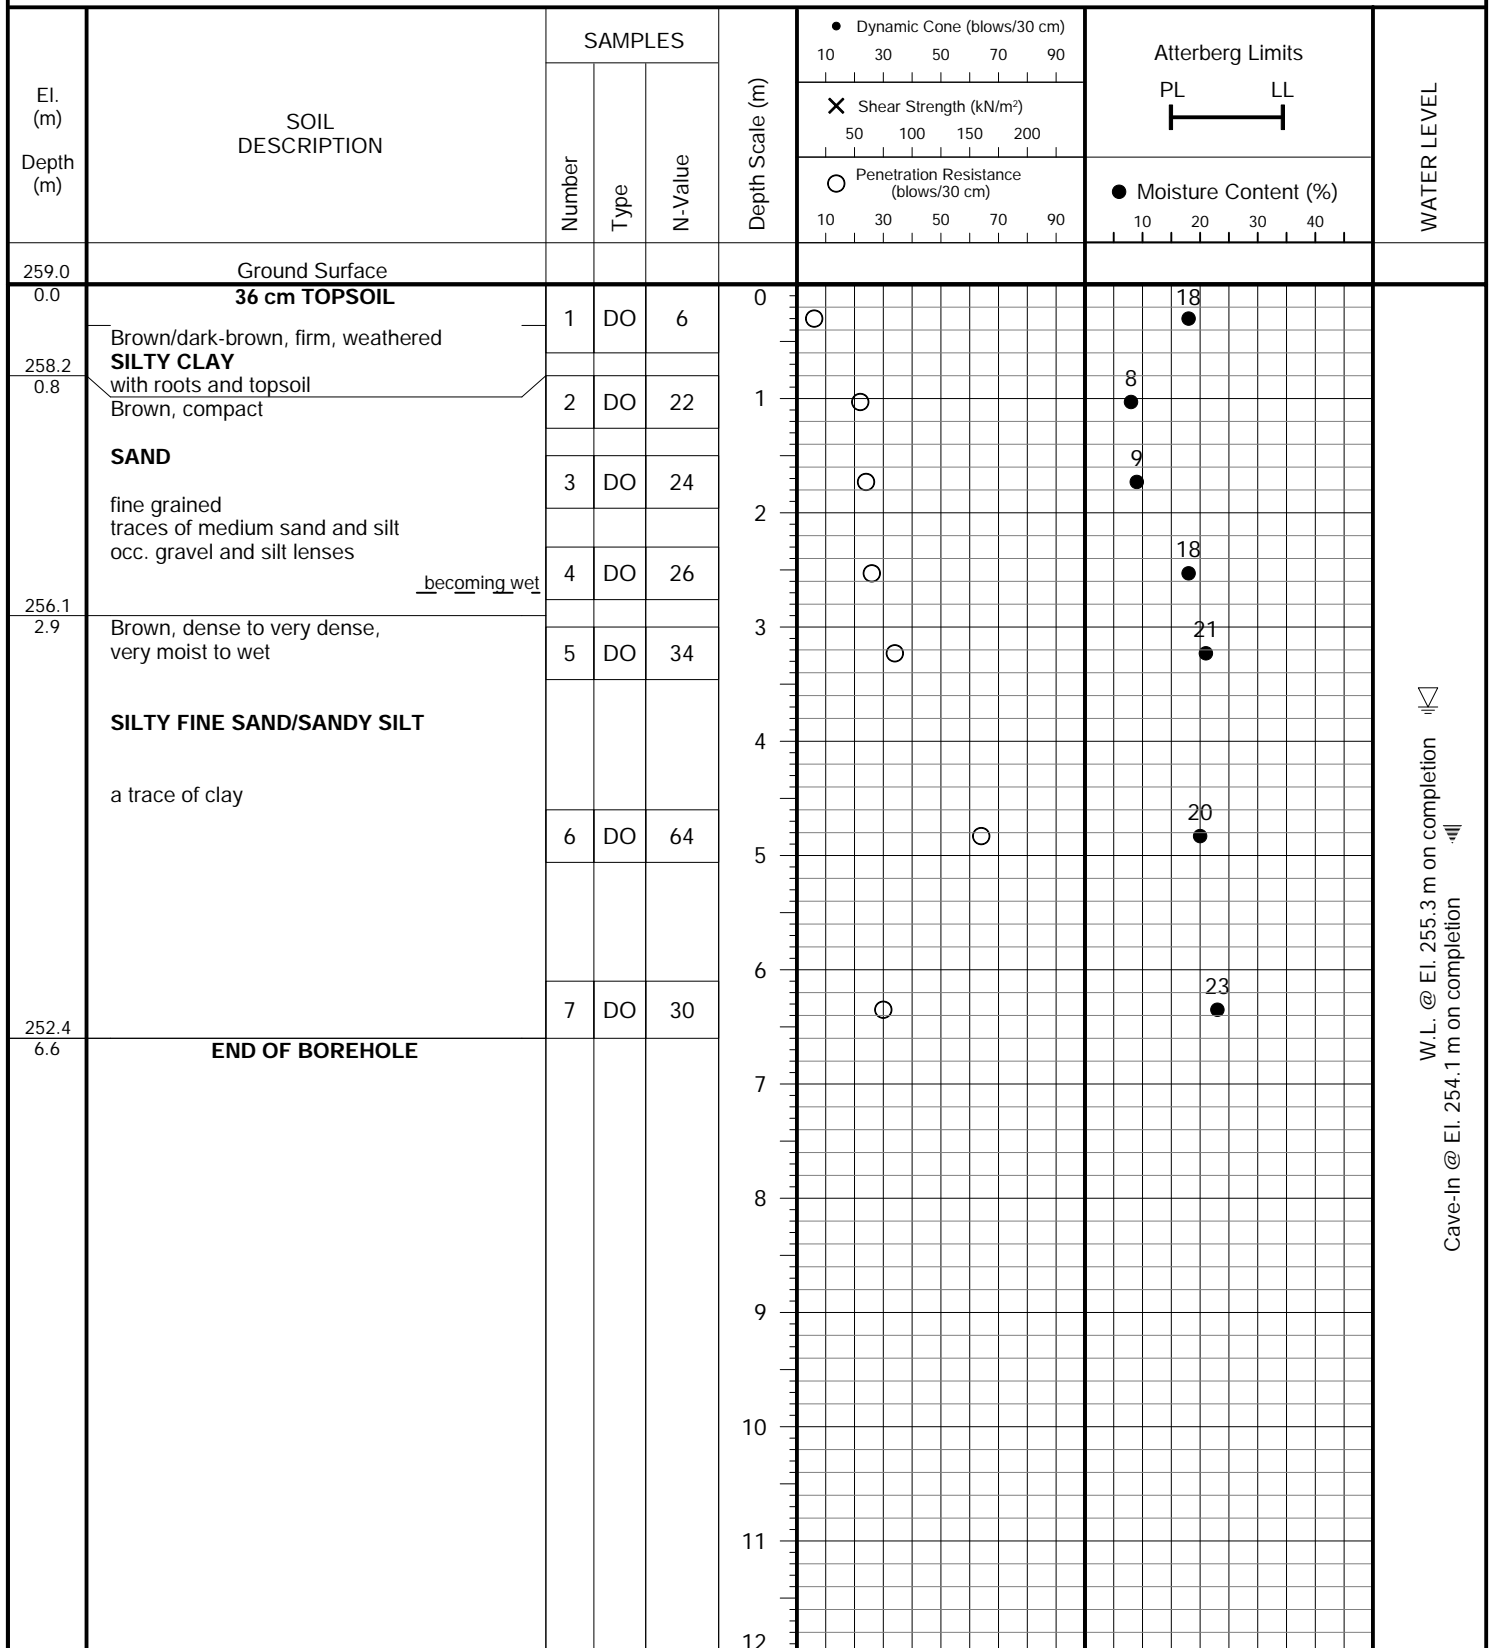 El.
(m)
Depth
(m)
SOIL
DESCRIPTION
SAMPLES
Number
Type
N-Value
Depth Scale (m)
Dynamic Cone (blows/30 cm)
10 30 50 70 90
Shear Strength (kN/m²)
50 100 150 200
Penetration Resistance
(blows/30 cm)
10 30 50 70 90
Atterberg Limits
PL LL
Moisture Content (%)
10 20 30 40
WATER LEVEL
259.0 Ground Surface
0.0 36 cm TOPSOIL 0 18
1 DO 6
Brown/dark-brown, firm, weathered
258.2 SILTY CLAY
0.8 with roots and topsoil 8
Brown, compact 2 DO 22 1
SAND 9
3 DO 24
fine grained 2
traces of medium sand and silt
occ. gravel and silt lenses 18
becoming wet 4 DO 26
256.1
2.9 Brown, dense to very dense, 3 21
very moist to wet 5 DO 34
SILTY FINE SAND/SANDY SILT
4
a trace of clay 20
6 DO 64
5
6
23
7 DO 30
252.4
6.6 END OF BOREHOLE
7
8
9
10
11
12
W.L. @ El. 255.3 m on completion
Cave-In @ El. 254.1 m on completion